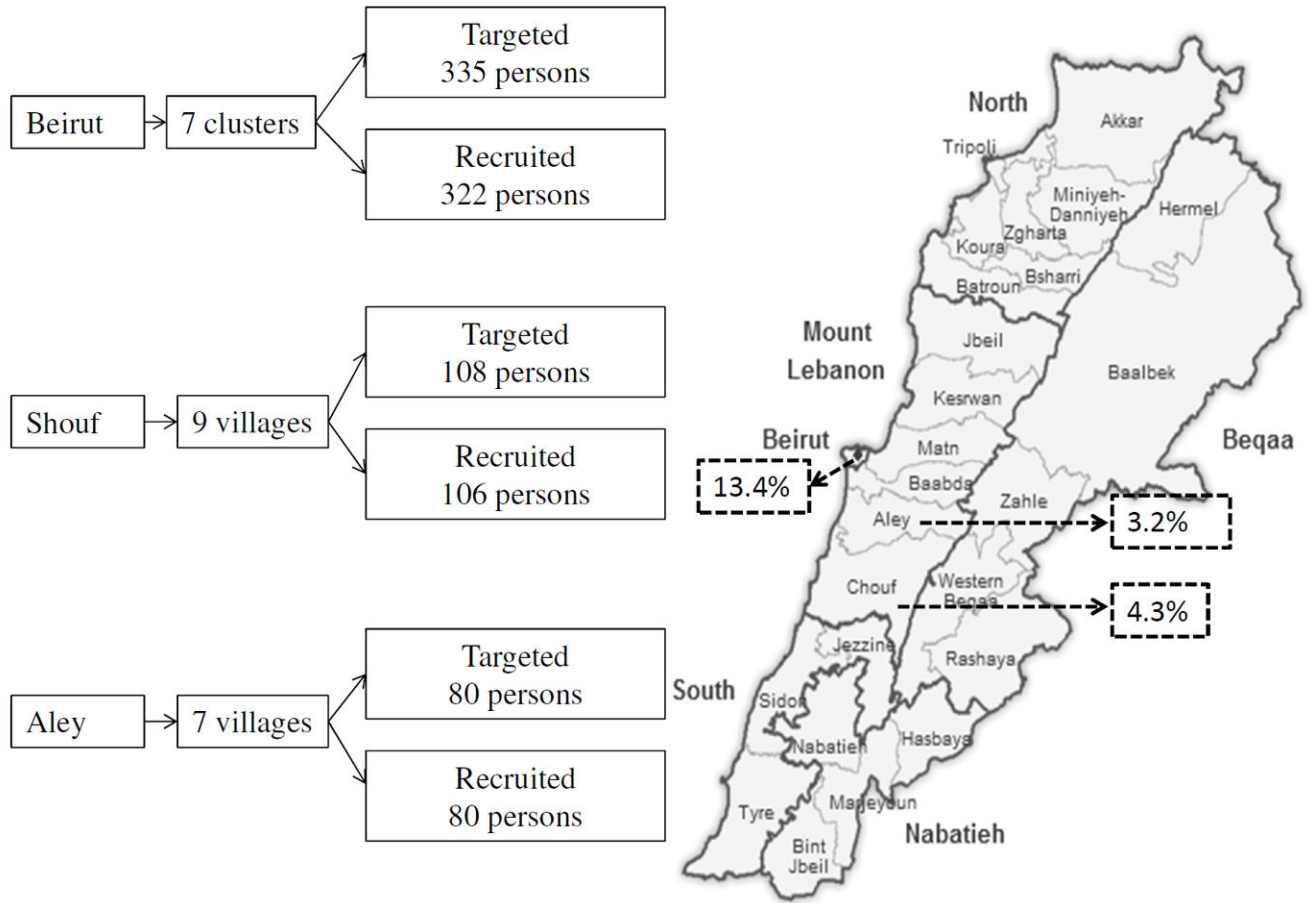 Beirut
7 clusters
Targeted
335 persons
Recruited
322 persons
Shouf
9 villages
Targeted
108 persons
Recruited
106 persons
Aley
7 villages
Targeted
80 persons
Recruited
80 persons
North
Akkar
Tripoli
Miniyeh-
Danniyeh
Hermel
Zgharta
Koura
Bsharri
Batroun
Mount
Lebanon
Jbeil
Baalbek
Kesrwan
Beirut
Matn
Beqaa
13.4%
Baabda
Zahle
Aley
3.2%
Chouf
Western
Beqaa
4.3%
Jezzine
Rashaya
South
Sidon
Nabatieh
Hasbaya
Tyre
Marjeyoun
Nabatieh
Bint
Jbeil